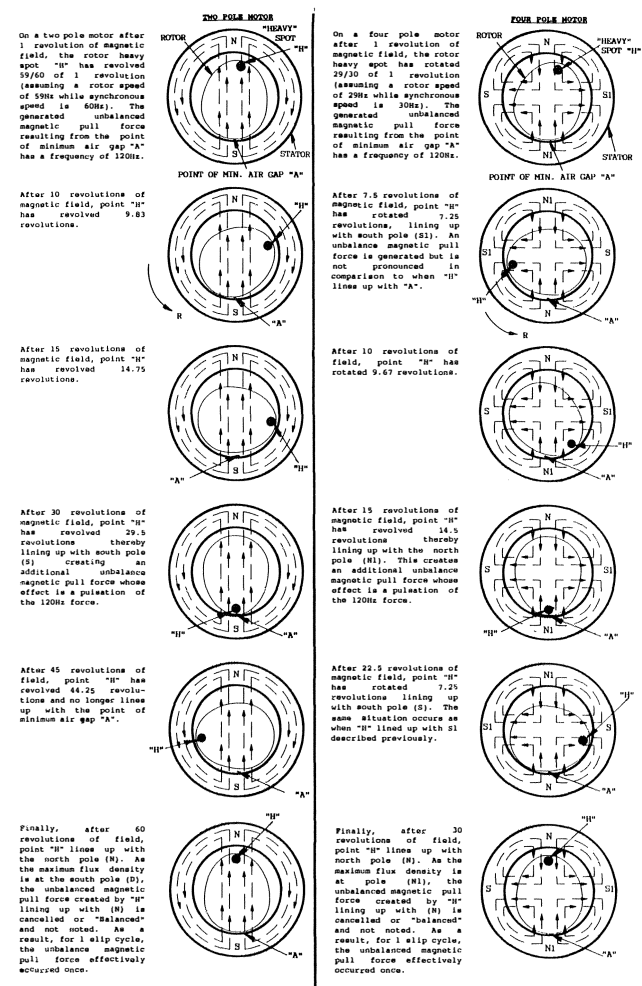 TWO POLE MOTOR
On a two pole motor after
1 revolution of magnetic
field, the rotor heavy
spot "H" has revolved
59/60 of 1 revolution
(assuming a rotor speed
of 59Hz while synchronous
speed is 60Hz). The
generated unbalanced
magnetic pull force
resulting from the point
of minimum air gap "A"
has a frequency of 120Hz.
ROTOR
N
"HEAVY"
SPOT
"H"
S
STATOR
POINT OF MIN. AIR GAP "A"
After 10 revolutions of
magnetic field, point "H"
has revolved 9.83
revolutions.
N
"H"
S
"A"
R
After 15 revolutions of
magnetic field, point "H"
has revolved 14.75
revolutions.
N
"H"
S
"A"
After 30 revolutions of
magnetic field, point "H"
has revolved 29.5
revolutions thereby
lining up with south pole
(S) creating an
additional unbalance
magnetic pull force whose
effect is a pulsation of
the 120Hz force.
N
"H"
S
"A"
After 45 revolutions of
field, point "H" has
revolved 44.25 revolu-
tions and no longer lines
up with the point of
minimum air gap "A".
N
"H"
S
"A"
Finally, after 60
revolutions of field,
point "H" lines up with
the north pole (N). As
the maximum flux density
is at the south pole (D),
the unbalanced magnetic
pull force created by "H"
lining up with (N) is
cancelled or "Balanced"
and not noted. As a
result, for 1 slip cycle,
the unbalance magnetic
pull force effectively
occurred once.
"H"
N
S
"A"
FOUR POLE MOTOR
On a four pole motor
after 1 revolution of
magnetic field, the rotor
heavy spot "H" has rotated
29/30 of 1 revolution
(assuming a rotor speed
of 29Hz while synchronous
speed is 30Hz). The
generated unbalanced
magnetic pull force
resulting from the point
of minimum air gap "A"
has a frequency of 120Hz.
ROTOR
N
"HEAVY"
SPOT "H"
S
S1
N1
STATOR
POINT OF MIN. AIR GAP "A"
After 7.5 revolutions of
magnetic field, point "H"
has rotated 7.25
revolutions, lining up
with south pole (S1). An
unbalance magnetic pull
force is generated but is
not pronounced in
comparison to when "H"
lines up with "A".
N1
S1
S
"H"
N
"A"
R
After 10 revolutions of
field, point "H" has
rotated 9.67 revolutions.
N
S
S1
"H"
N1
"A"
After 15 revolutions of
magnetic field, point "H"
has revolved 14.5
revolutions thereby
lining up with the north
pole (N1). This creates
an additional unbalance
magnetic pull force whose
effect is a pulsation of
the 120Hz force.
N
S
S1
"H"
N1
"A"
After 22.5 revolutions of
magnetic field, point "H"
has rotated 7.25
revolutions lining up
with south pole (S). The
same situation occurs as
when "H" lined up with S1
described previously.
N1
"H"
S1
S
N
"A"
Finally, after 30
revolutions of field,
point "H" lines up with
north pole (N). As the
maximum flux density is
at pole (N1), the
unbalanced magnetic pull
force created by "H"
lining up with (N) is
cancelled or "balanced"
and not noted. As a
result, for 1 slip cycle,
the unbalanced magnetic
pull force effectively
occurred once.
"H"
N
S
S1
N1
"A"